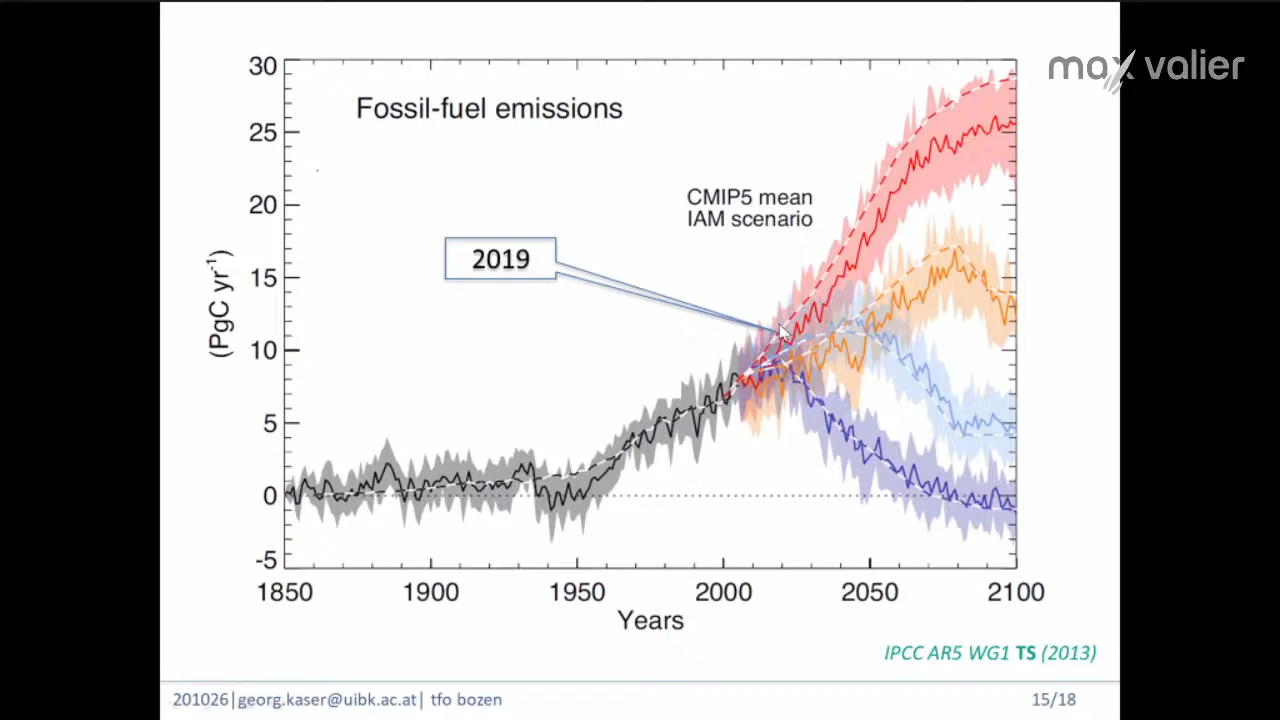 max valier
30
Fossil-fuel emissions
25
CMIP5 mean
20
IAM scenario
2019
15
(PgC yr⁻¹)
10
5
0
-5
1850 1900 1950 2000 2050 2100
Years
IPCC AR5 WG1 TS (2013)
201026|georg.kaser@uibk.ac.at| tfo bozen 15/18